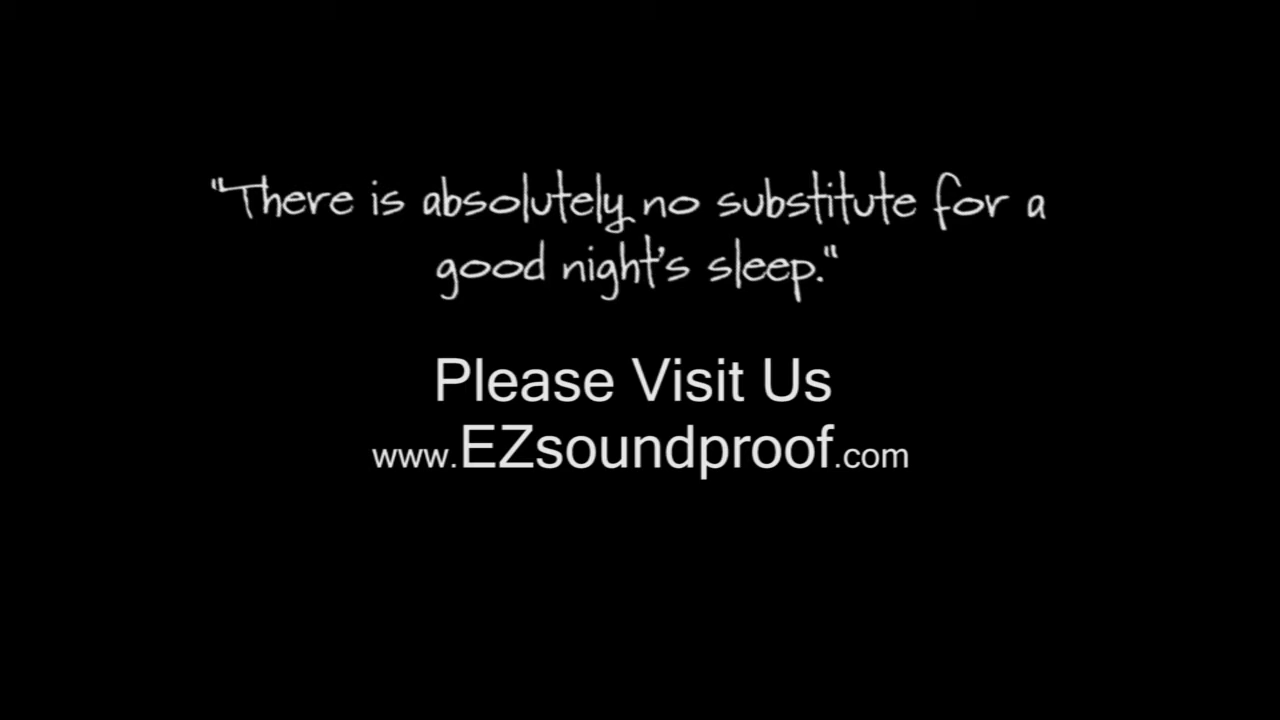 "There is absolutely no substitute for a
good night's sleep."
Please Visit Us
www.EZsoundproof.com